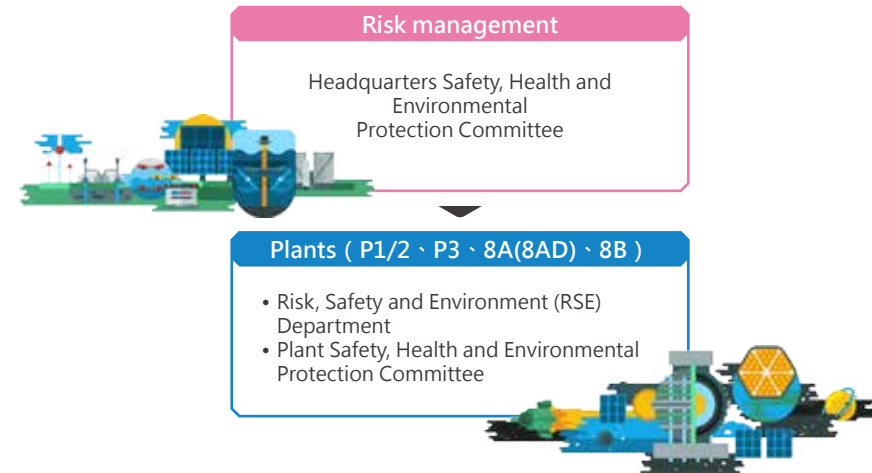 Risk management
Headquarters Safety, Health and
Environmental
Protection Committee
Plants ( P1/2、P3、8A(8AD)、8B )
• Risk, Safety and Environment (RSE)
Department
• Plant Safety, Health and Environmental
Protection Committee